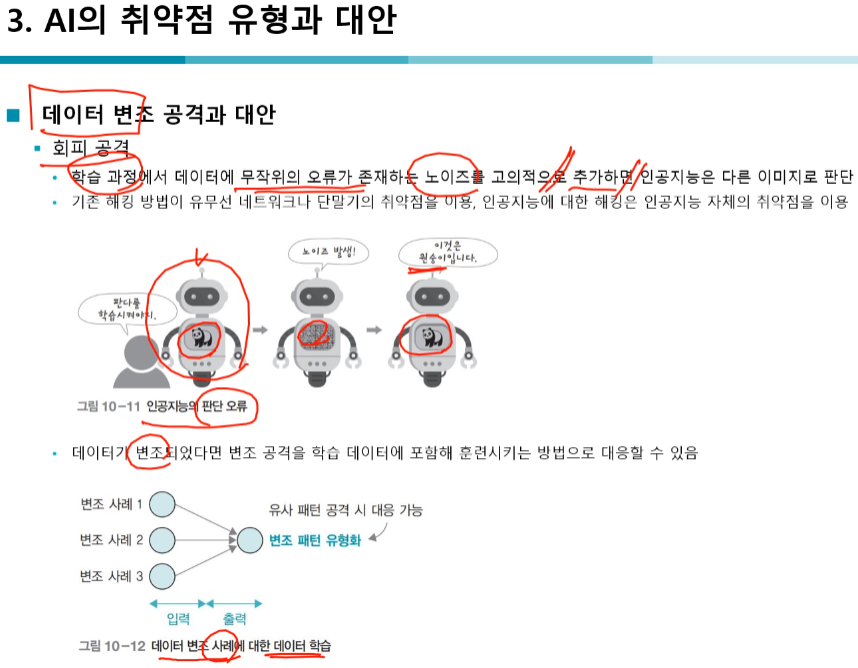 3. AI의 취약점 유형과 대안
데이터 변조 공격과 대안
회피 공격
학습 과정에서 데이터에 무작위의 오류가 존재하는 노이즈를 고의적으로 추가하면 인공지능은 다른 이미지로 판단
기존 해킹 방법이 유무선 네트워크나 단말기의 취약점을 이용, 인공지능에 대한 해킹은 인공지능 자체의 취약점을 이용
판다를
학습시켜야지.
노이즈 발생!
이것은
원숭이입니다.
그림 10-11 인공지능의 판단 오류
데이터가 변조되었다면 변조 공격을 학습 데이터에 포함해 훈련시키는 방법으로 대응할 수 있음
변조 사례 1
변조 사례 2
변조 사례 3
유사 패턴 공격 시 대응 가능
변조 패턴 유형화
입력
출력
그림 10-12 데이터 변조 사례에 대한 데이터 학습